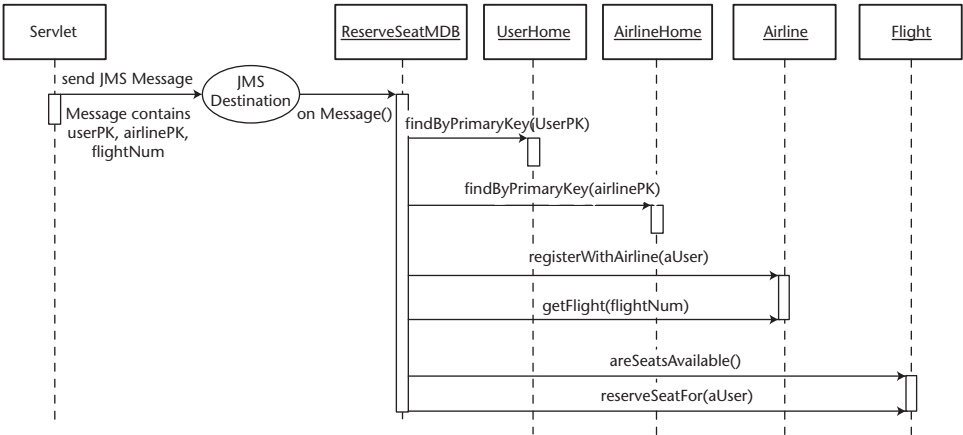 Servlet
ReserveSeatMDB
UserHome
AirlineHome
Airline
Flight
send JMS Message
JMS
Destination
on Message()
Message contains
userPK, airlinePK,
flightNum
findByPrimaryKey(UserPK)
findByPrimaryKey(airlinePK)
registerWithAirline(aUser)
getFlight(flightNum)
areSeatsAvailable()
reserveSeatFor(aUser)